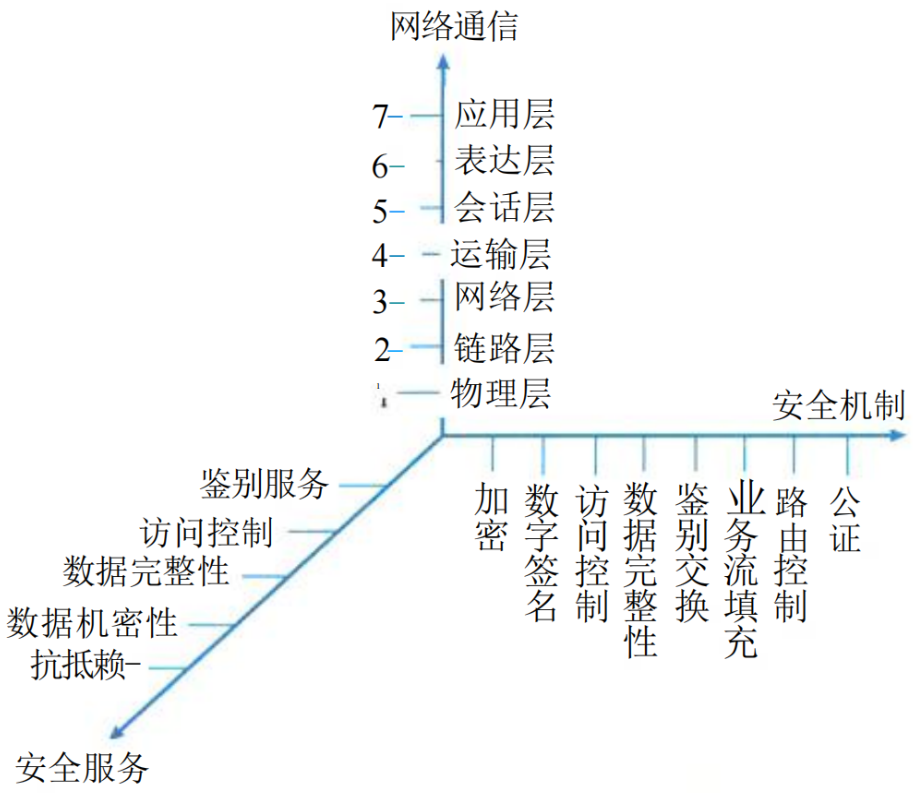 网络通信
7 应用层
6 表达层
5 会话层
4 运输层
3 网络层
2 链路层
1 物理层
安全机制
加密
数字签名
访问控制
数据完整性
鉴别交换
业务流填充
路由控制
公证
鉴别服务
访问控制
数据完整性
数据机密性
抗抵赖
安全服务